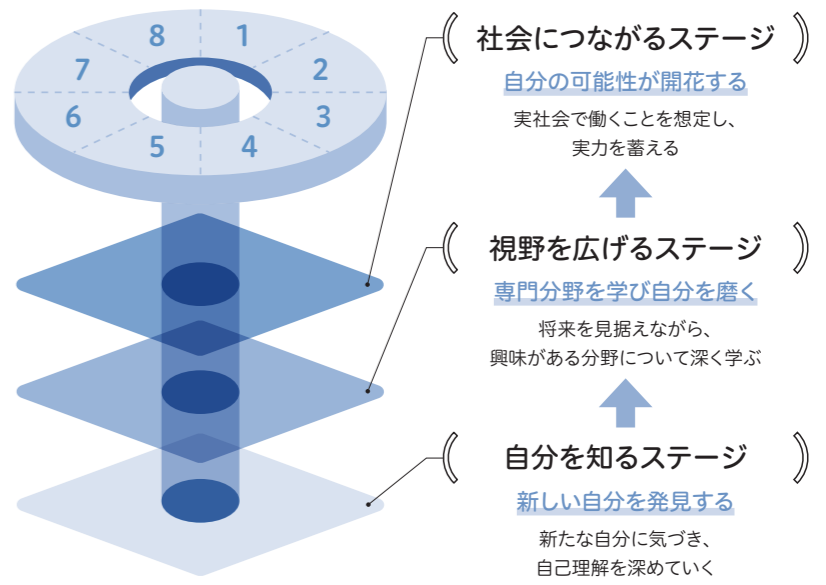 8
1
7
2
6
3
5
4
社会につながるステージ
自分の可能性が開花する
実社会で働くことを想定し、
実力を蓄える
視野を広げるステージ
専門分野を学び自分を磨く
将来を見据えながら、
興味がある分野について深く学ぶ
自分を知るステージ
新しい自分を発見する
新たな自分に気づき、
自己理解を深めていく